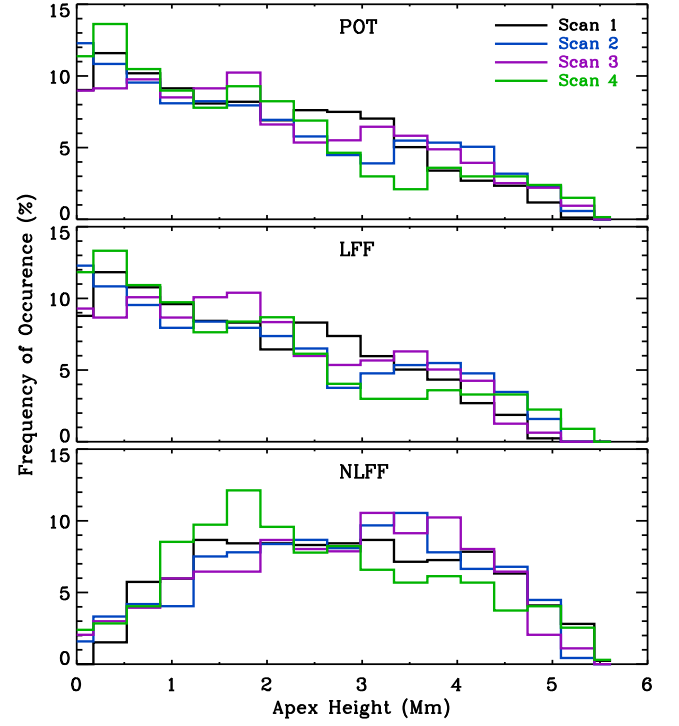 15
POT
Scan 1
Scan 2
Scan 3
Scan 4
10
5
0
15
LFF
10
5
0
15
NLFF
10
5
0
Frequency of Occurence (%)
0 1 2 3 4 5 6
Apex Height (Mm)